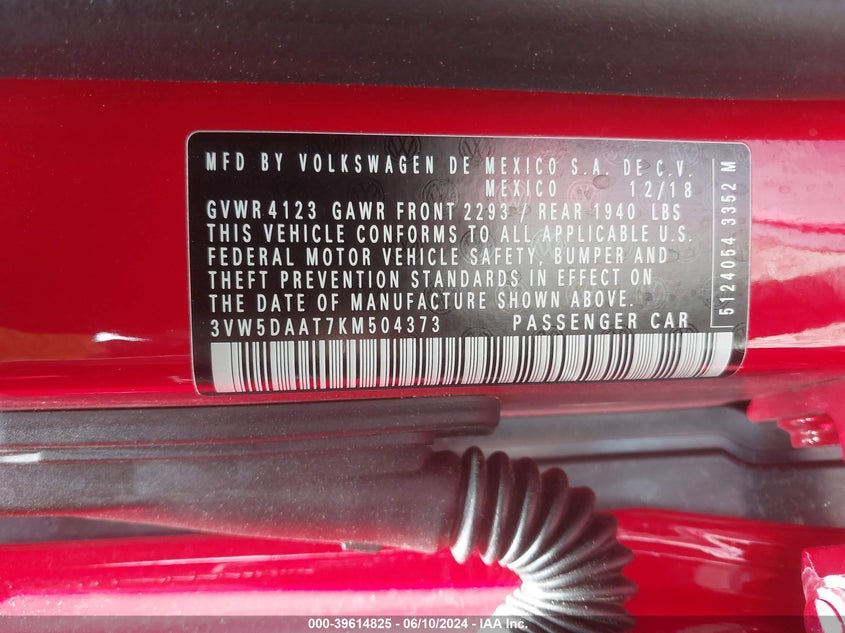 MFD BY VOLKSWAGEN DE MEXICO S.A. DE C.V.
MEXICO 12/18
GVWR 4123 GAWR FRONT 2293 / REAR 1940 LBS
THIS VEHICLE CONFORMS TO ALL APPLICABLE U.S.
FEDERAL MOTOR VEHICLE SAFETY, BUMPER AND
THEFT PREVENTION STANDARDS IN EFFECT ON
THE DATE OF MANUFACTURE SHOWN ABOVE.
3VW5DAAT7KM504373 PASSENGER CAR
5124054 3352 M
000-39614825 - 06/10/2024 - IAA Inc.